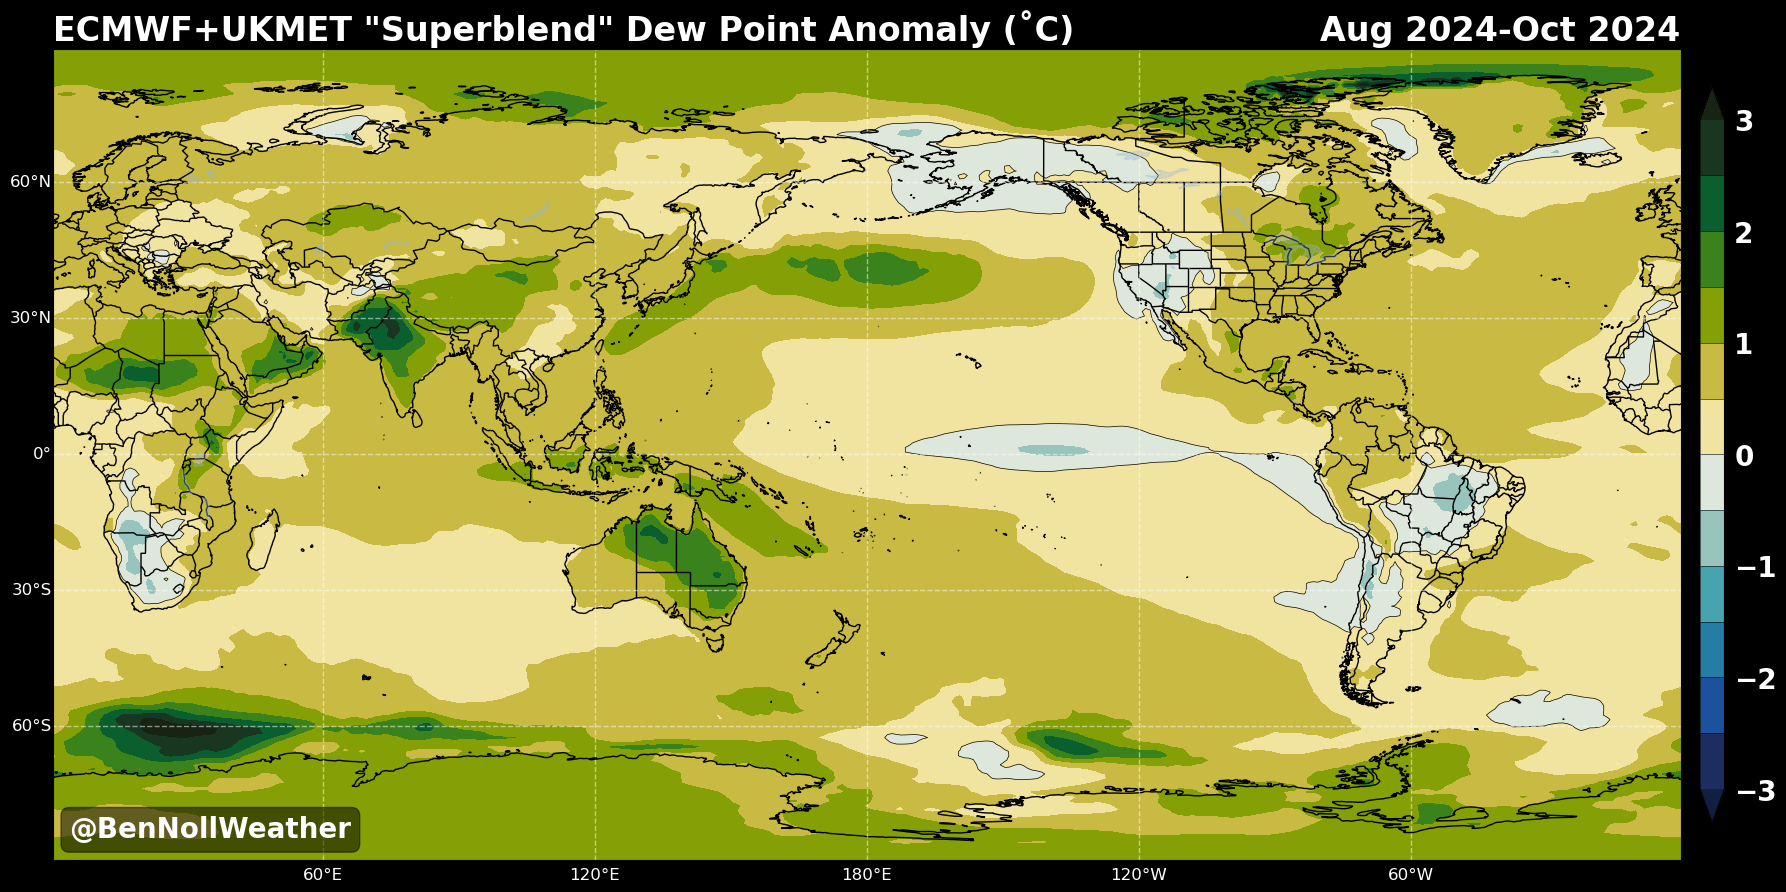 ECMWF+UKMET "Superblend" Dew Point Anomaly (˚C)
Aug 2024-Oct 2024
3
2
1
0
−1
−2
−3
60°N
30°N
0°
30°S
60°S
@BenNollWeather
60°E
120°E
180°E
120°W
60°W